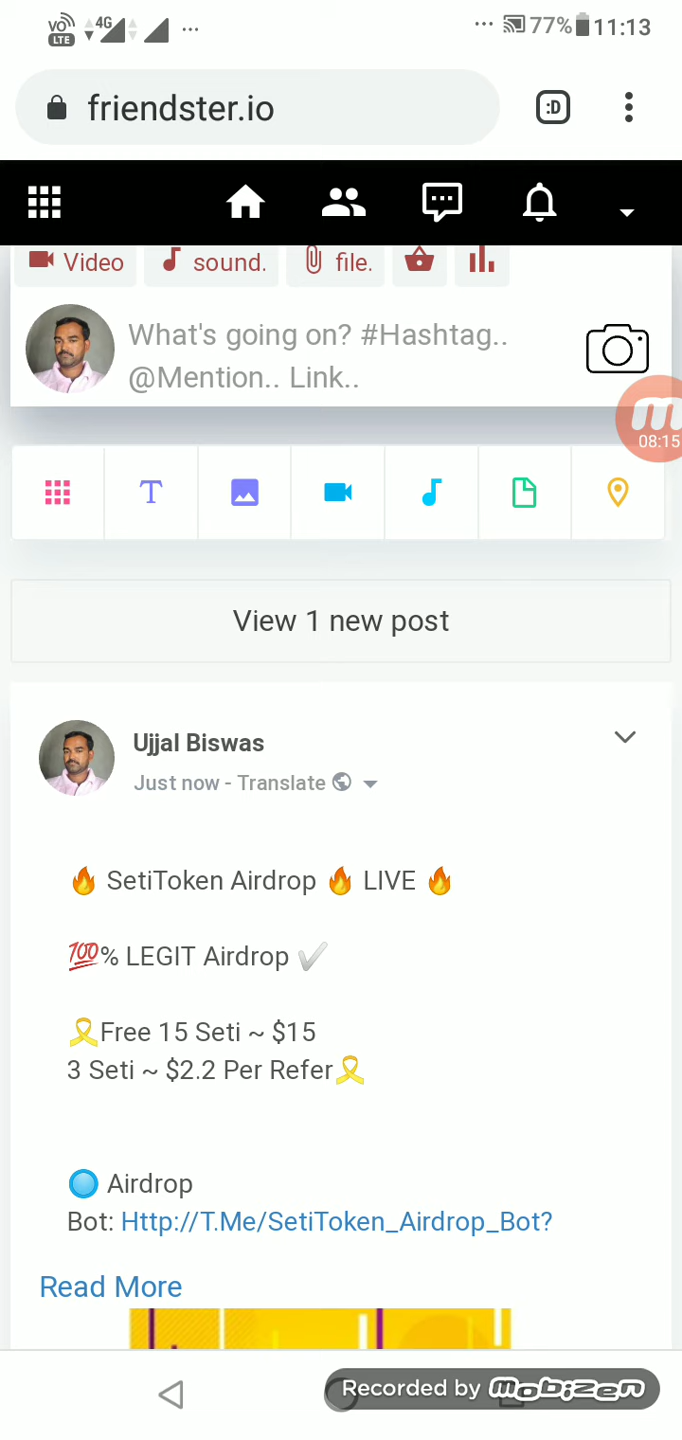 VO LTE 4G 77% 11:13
friendster.io :D
Video sound. file.
What's going on? #Hashtag..
@Mention.. Link..
08:15
T
View 1 new post
Ujjal Biswas
Just now - Translate
🔥 SetiToken Airdrop 🔥 LIVE 🔥
💯% LEGIT Airdrop ✔️
🎗Free 15 Seti ~ $15
3 Seti ~ $2.2 Per Refer🎗
🔵 Airdrop
Bot: Http://T.Me/SetiToken_Airdrop_Bot?
Read More
Recorded by mobizen